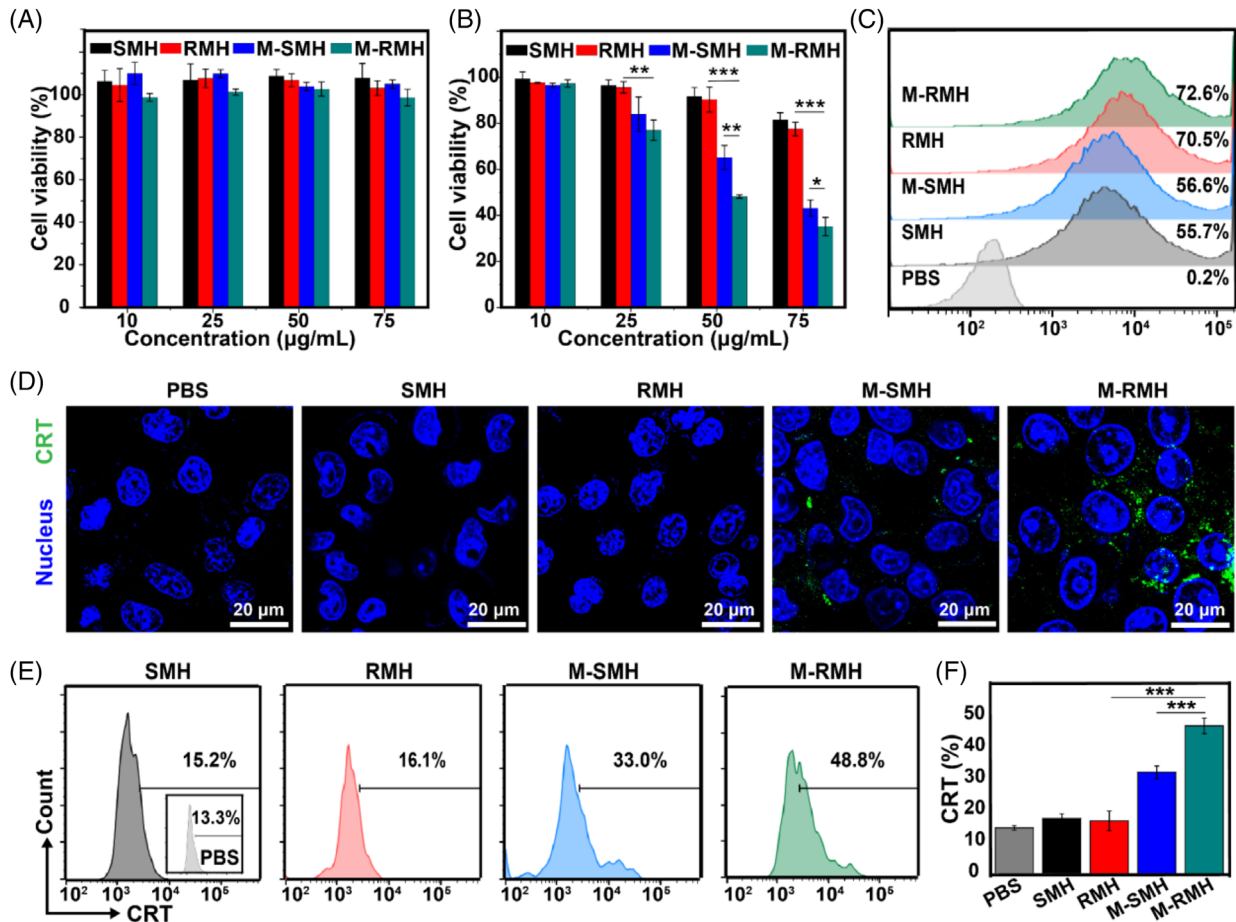 (A)
SMH RMH M-SMH M-RMH
Cell viability (%)
100
80
60
40
20
0
10 25 50 75
Concentration (µg/mL)
(B)
SMH RMH M-SMH M-RMH
Cell viability (%)
100
80
60
40
20
0
** *** ** *** *
10 25 50 75
Concentration (µg/mL)
(C)
M-RMH 72.6%
RMH 70.5%
M-SMH 56.6%
SMH 55.7%
PBS 0.2%
10² 10³ 10⁴ 10⁵
(D)
PBS SMH RMH M-SMH M-RMH
Nucleus CRT
20 µm 20 µm 20 µm 20 µm 20 µm
(E)
SMH RMH M-SMH M-RMH
15.2% 16.1% 33.0% 48.8%
13.3%
PBS
Count
10² 10³ 10⁴ 10⁵ 10² 10³ 10⁴ 10⁵ 10² 10³ 10⁴ 10⁵ 10² 10³ 10⁴ 10⁵
CRT
(F)
CRT (%)
50
40
30
20
10
0
***
***
PBS SMH RMH M-SMH M-RMH